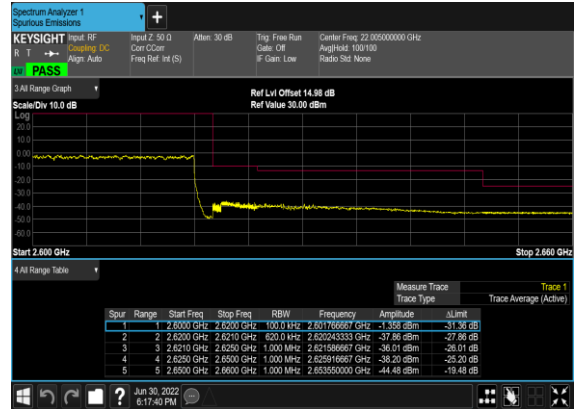 Spectrum Analyzer 1
Spurious Emissions
KEYSIGHT Input: RF Input Z: 50 Ω Atten: 30 dB Trig: Free Run Center Freq: 22.005000000 GHz
R T Coupling: DC Corr CCorr Gate: Off Avg|Hold: 100/100
Align: Auto Freq Ref: Int (S) IF Gain: Low Radio Std: None
LM PASS
3 All Range Graph
Ref Lvl Offset 14.98 dB
Scale/Div 10.0 dB Ref Value 30.00 dBm
Log
20.0
10.0
0.00
-10.0
-20.0
-30.0
-40.0
-50.0
-60.0
Start 2.600 GHz Stop 2.660 GHz
4 All Range Table
Measure Trace Trace 1
Trace Type Trace Average (Active)
Spur Range Start Freq Stop Freq RBW Frequency Amplitude ΔLimit
1 1 2.6000 GHz 2.6200 GHz 100.0 kHz 2.601766667 GHz -1.358 dBm -31.36 dB
2 2 2.6200 GHz 2.6210 GHz 620.0 kHz 2.620243333 GHz -37.86 dBm -27.86 dB
3 3 2.6210 GHz 2.6250 GHz 1.000 MHz 2.621586667 GHz -36.01 dBm -26.01 dB
4 4 2.6250 GHz 2.6500 GHz 1.000 MHz 2.625916667 GHz -38.20 dBm -25.20 dB
5 5 2.6500 GHz 2.6600 GHz 1.000 MHz 2.653550000 GHz -44.48 dBm -19.48 dB
Jun 30, 2022
6:17:40 PM